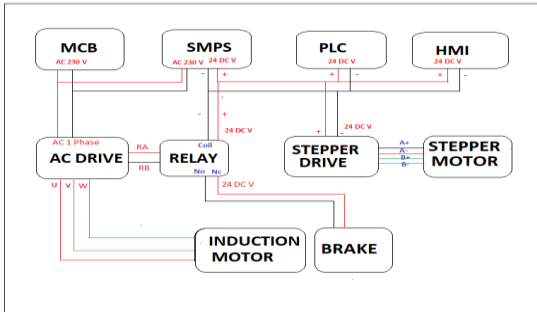 MCB
AC 230 V
SMPS
AC 230 V 24 DC V
- +
PLC
24 DC V
+ -
HMI
24 DC V
+ -
- +
24 DC V
AC 1 Phase
AC DRIVE
RA
RB
U V W
Coil
RELAY
No Nc
24 DC V
24 DC V
+ -
STEPPER
DRIVE
A+
A-
B+
B-
STEPPER
MOTOR
INDUCTION
MOTOR
BRAKE